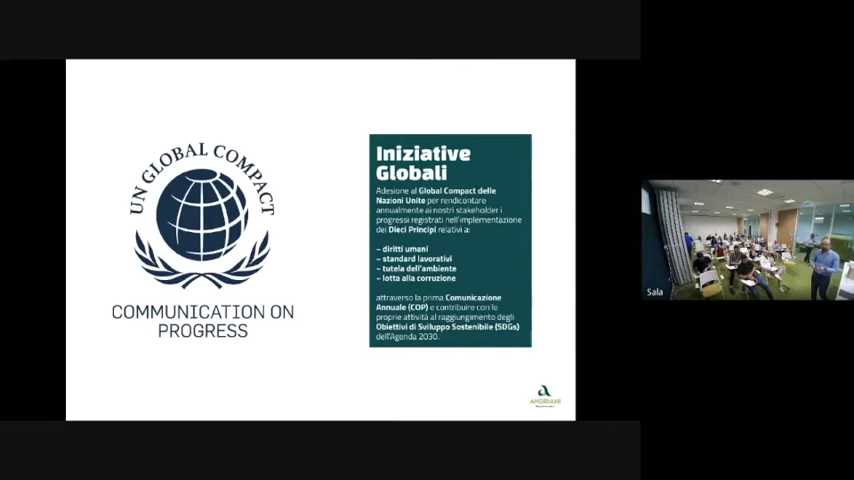 UN GLOBAL COMPACT
COMMUNICATION ON
PROGRESS
Iniziative
Globali
Adesione al Global Compact delle
Nazioni Unite per rendicontare
annualmente ai nostri stakeholder i
progressi registrati nell'implementazione
dei Dieci Principi relativi a:
– diritti umani
– standard lavorativi
– tutela dell'ambiente
– lotta alla corruzione
attraverso la prima Comunicazione
Annuale (COP) e contribuire con le
proprie attività al raggiungimento degli
Obiettivi di Sviluppo Sostenibile (SDGs)
dell'Agenda 2030.
ANDRIANI
Sala